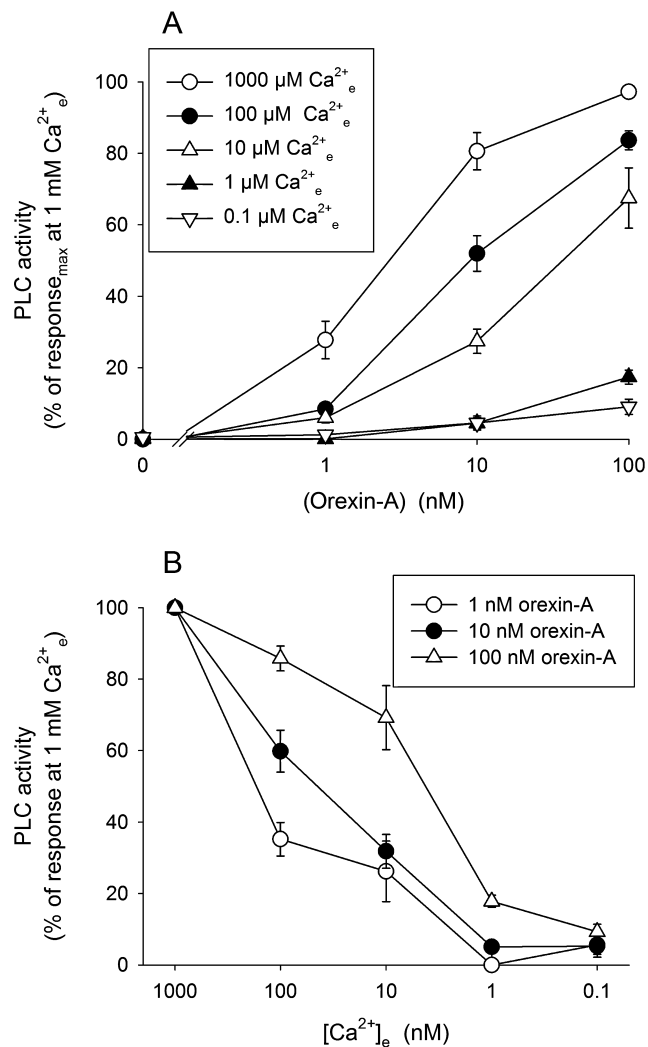 A
1000 µM Ca²⁺ₑ
100 µM Ca²⁺ₑ
10 µM Ca²⁺ₑ
1 µM Ca²⁺ₑ
0.1 µM Ca²⁺ₑ
PLC activity
(% of responseₘₐₓ at 1 mM Ca²⁺ₑ)
100
80
60
40
20
0
0 1 10 100
(Orexin-A) (nM)
B
1 nM orexin-A
10 nM orexin-A
100 nM orexin-A
PLC activity
(% of response at 1 mM Ca²⁺ₑ)
100
80
60
40
20
0
1000 100 10 1 0.1
[Ca²⁺]ₑ (nM)